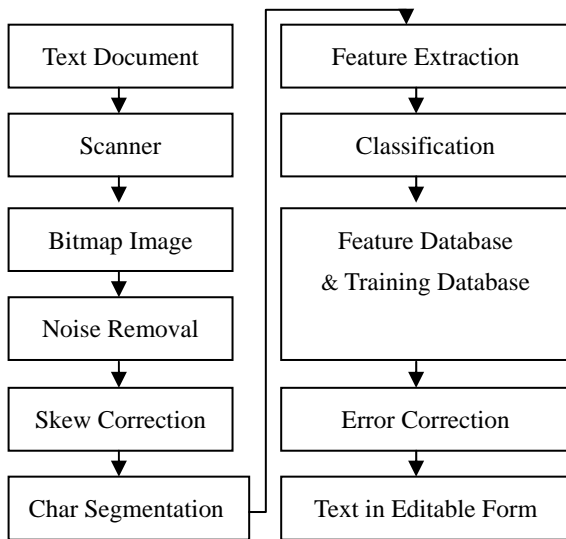 Text Document
Scanner
Bitmap Image
Noise Removal
Skew Correction
Char Segmentation
Feature Extraction
Classification
Feature Database
& Training Database
Error Correction
Text in Editable Form